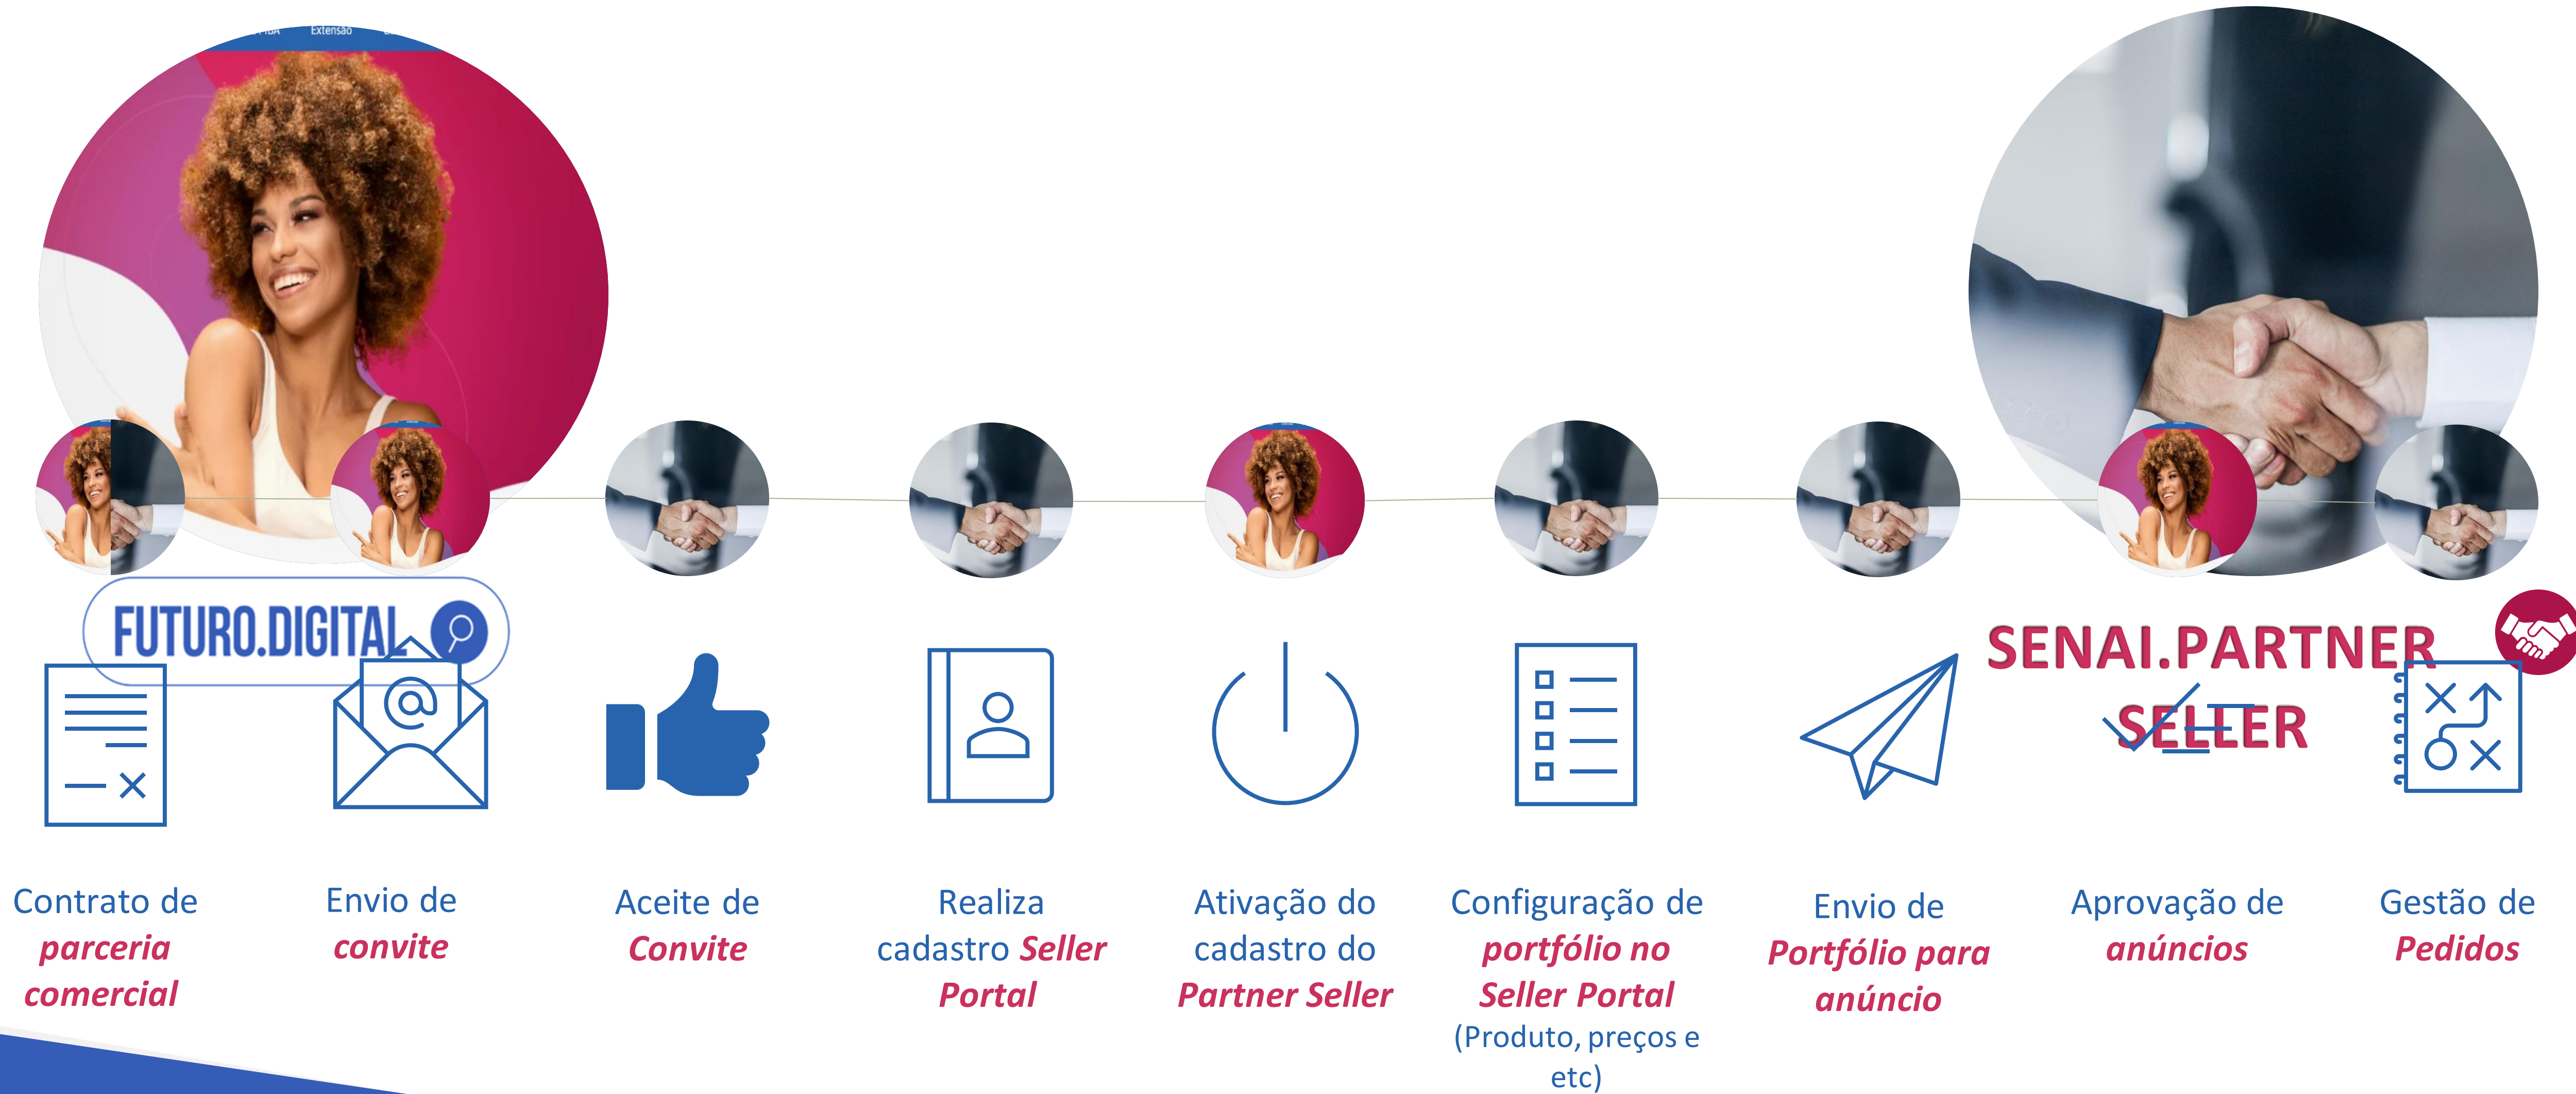 Extensão
FUTURO.DIGITAL
SENAI.PARTNER
SELLER
Contrato de
parceria
comercial
Envio de
convite
Aceite de
Convite
Realiza
cadastro Seller
Portal
Ativação do
cadastro do
Partner Seller
Configuração de
portfólio no
Seller Portal
(Produto, preços e
etc)
Envio de
Portfólio para
anúncio
Aprovação de
anúncios
Gestão de
Pedidos